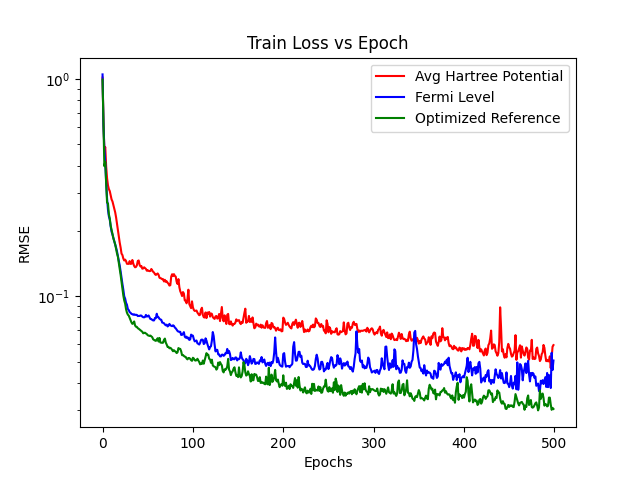 Train Loss vs Epoch
Avg Hartree Potential
Fermi Level
Optimized Reference
RMSE
10⁰
10⁻¹
0 100 200 300 400 500
Epochs